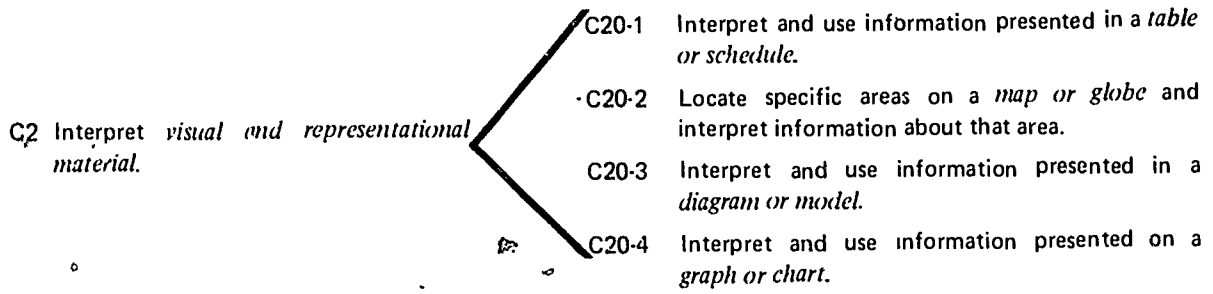 C20-1 Interpret and use information presented in a table
or schedule.
C20-2 Locate specific areas on a map or globe and
interpret information about that area.
C2 Interpret visual and representational
material.
C20-3 Interpret and use information presented in a
diagram or model.
C20-4 Interpret and use information presented on a
graph or chart.